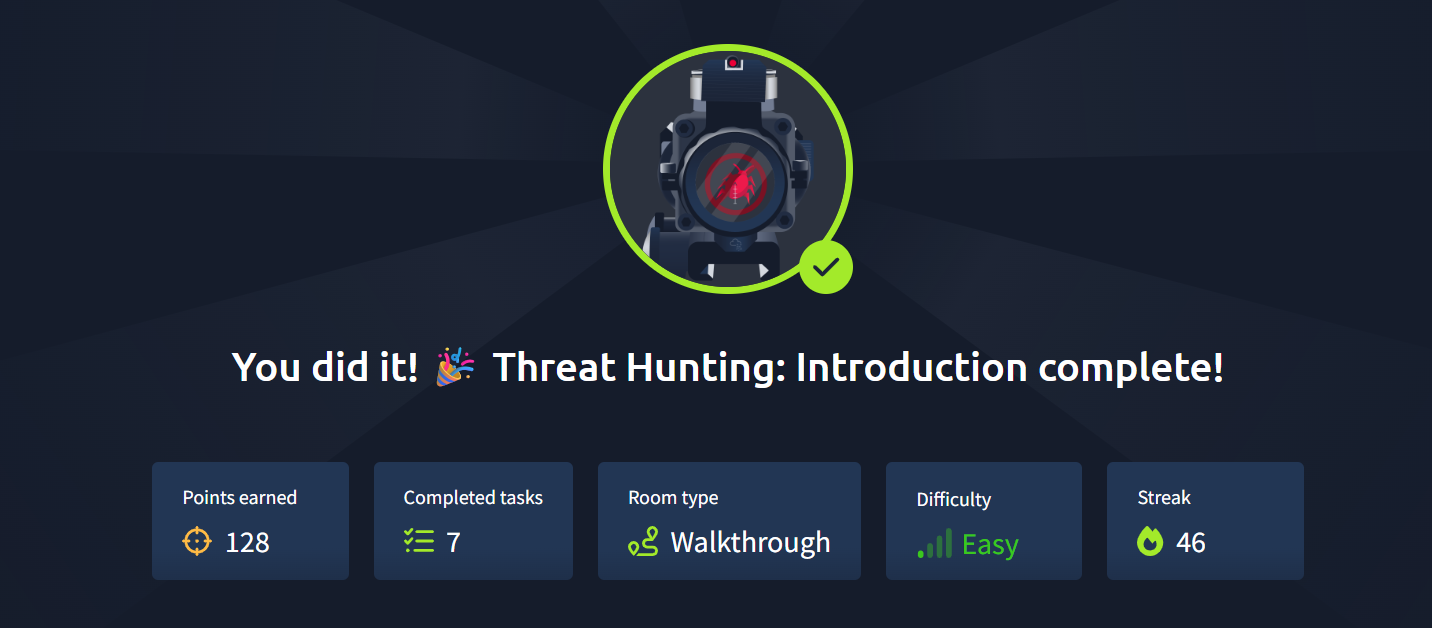 You did it! 🎉 Threat Hunting: Introduction complete!
Points earned
128
Completed tasks
7
Room type
Walkthrough
Difficulty
Easy
Streak
46